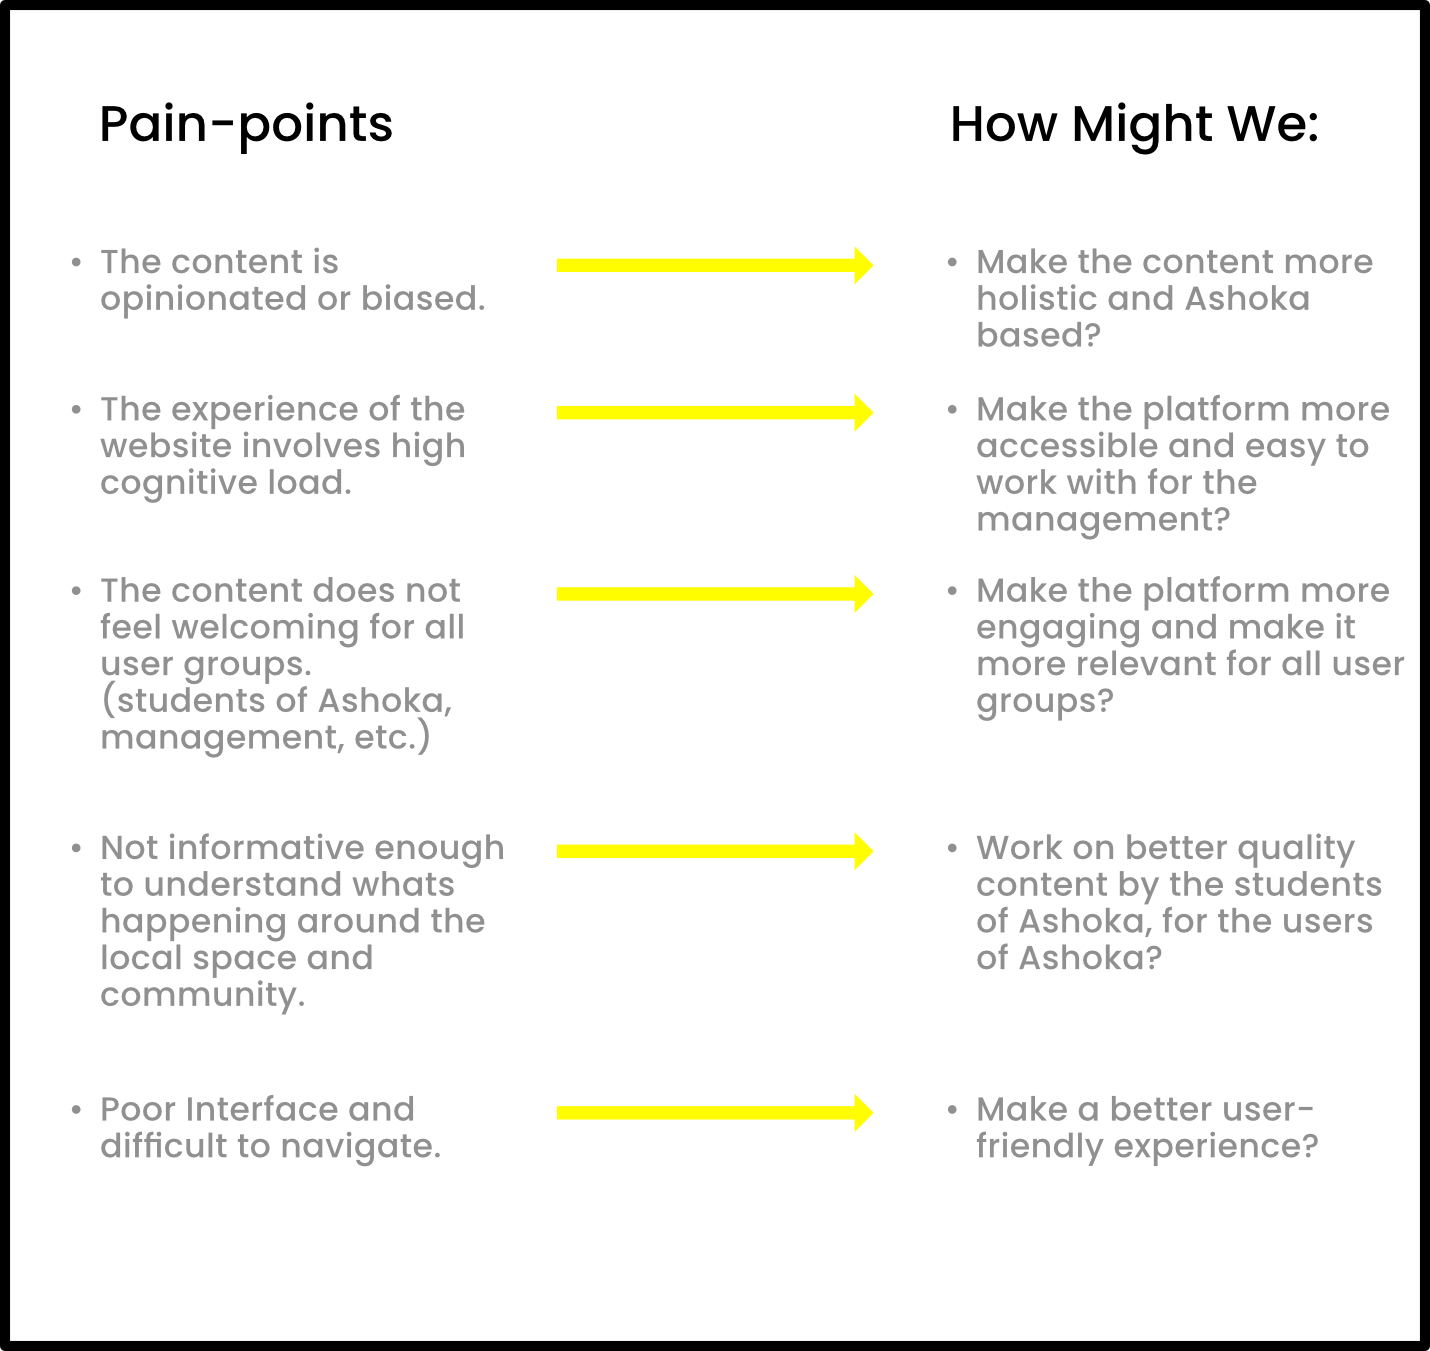 Pain-points
How Might We:
• The content is
opinionated or biased.
• Make the content more
holistic and Ashoka
based?
• The experience of the
website involves high
cognitive load.
• Make the platform more
accessible and easy to
work with for the
management?
• The content does not
feel welcoming for all
user groups.
(students of Ashoka,
management, etc.)
• Make the platform more
engaging and make it
more relevant for all user
groups?
• Not informative enough
to understand whats
happening around the
local space and
community.
• Work on better quality
content by the students
of Ashoka, for the users
of Ashoka?
• Poor Interface and
difficult to navigate.
• Make a better user-
friendly experience?